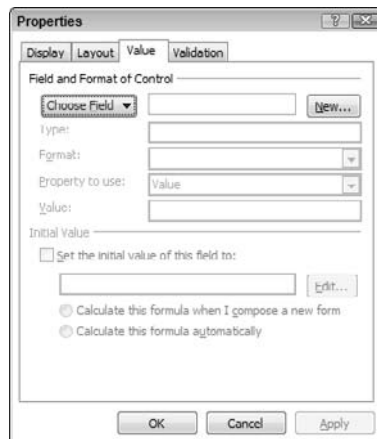 Properties
Display Layout Value Validation
Field and Format of Control
Choose Field New...
Type:
Format:
Property to use: Value
Value:
Initial Value
Set the initial value of this field to:
Edit...
Calculate this formula when I compose a new form
Calculate this formula automatically
OK Cancel Apply